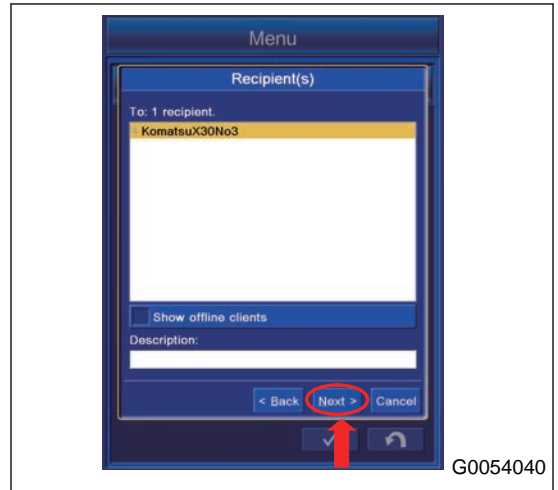 Menu
Recipient(s)
To: 1 recipient.
KomatsuX30No3
Show offline clients
Description:
< Back Next > Cancel
G0054040